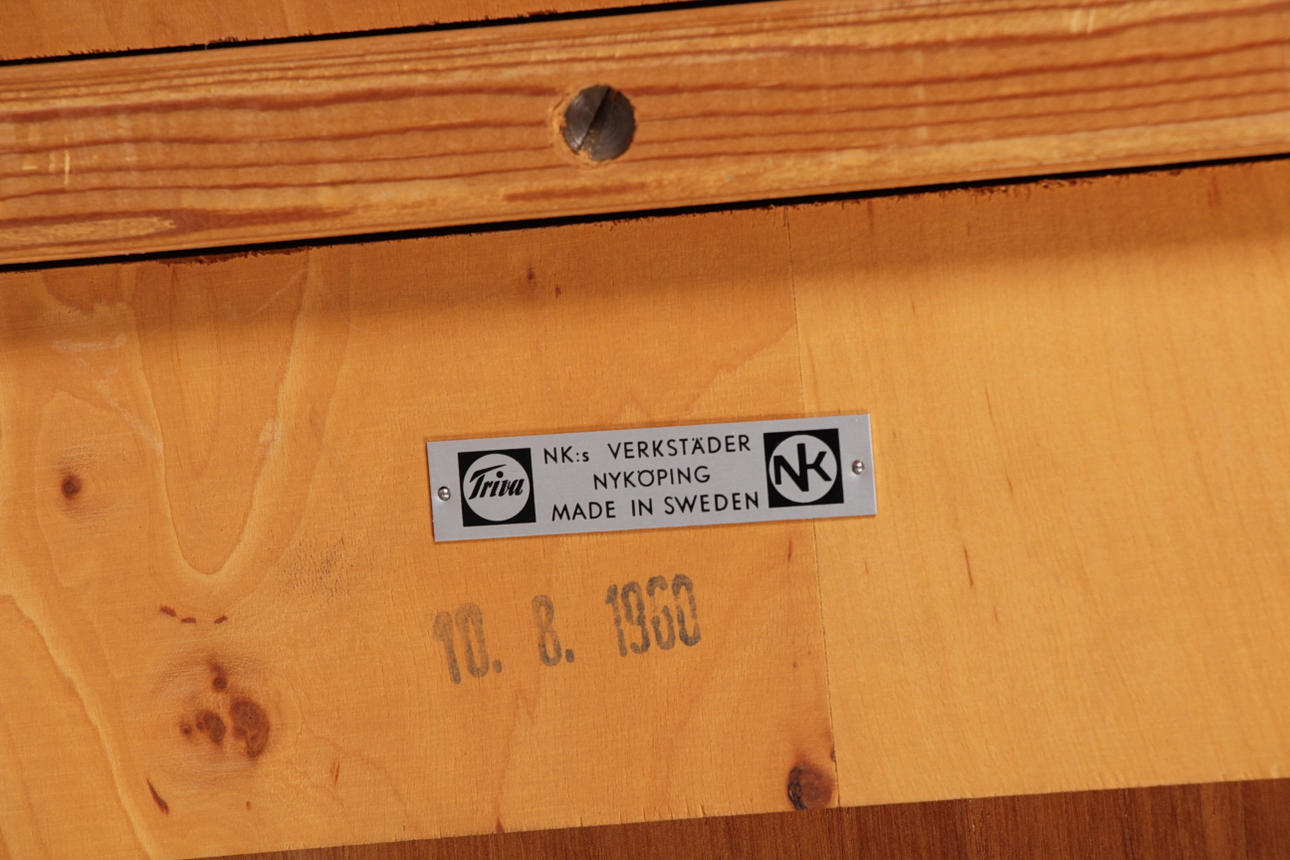 Triva
NK:s VERKSTÄDER
NYKÖPING
MADE IN SWEDEN
NK
10. 8. 1960